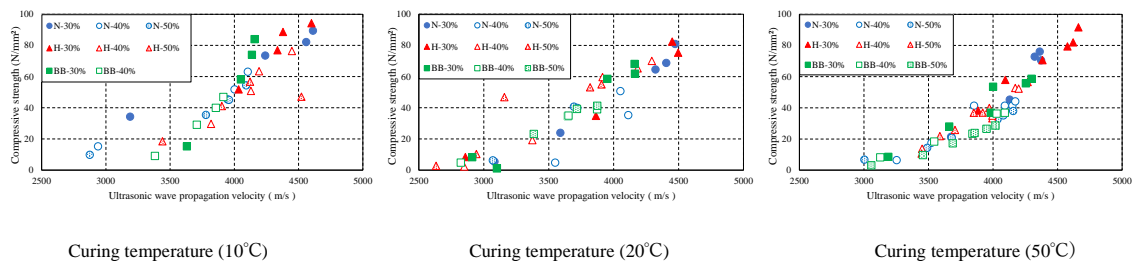 Compressive strength (N/mm²)
100
80
60
40
20
0
N-30% N-40% N-50%
H-30% H-40% H-50%
BB-30% BB-40%
2500 3000 3500 4000 4500 5000
Ultrasonic wave propagation velocity ( m/s )
Curing temperature (10℃)
Compressive strength (N/mm²)
100
80
60
40
20
0
N-30% N-40% N-50%
H-30% H-40% H-50%
BB-30% BB-40% BB-50%
2500 3000 3500 4000 4500 5000
Ultrasonic wave propagation velocity ( m/s )
Curing temperature (20℃)
Compressive strength (N/mm²)
100
80
60
40
20
0
N-30% N-40% N-50%
H-30% H-40% H-50%
BB-30% BB-40% BB-50%
2500 3000 3500 4000 4500 5000
Ultrasonic wave propagation velocity ( m/s )
Curing temperature (50℃)